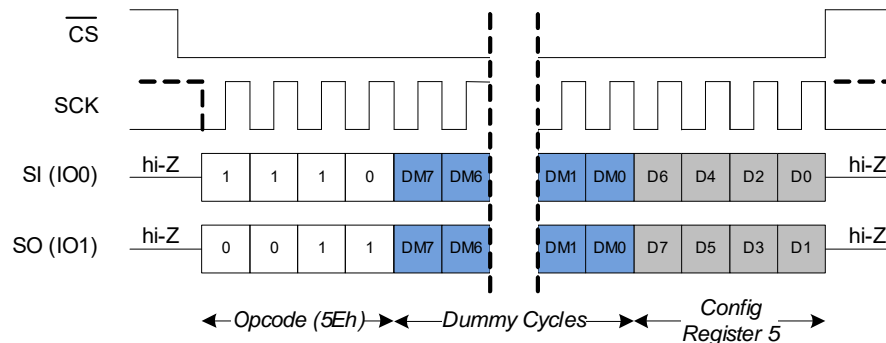 CS
SCK
SI (IO0) hi-Z 1 1 1 0 DM7 DM6 DM1 DM0 D6 D4 D2 D0 hi-Z
SO (IO1) hi-Z 0 0 1 1 DM7 DM6 DM1 DM0 D7 D5 D3 D1 hi-Z
Opcode (5Eh) Dummy Cycles Config
Register 5